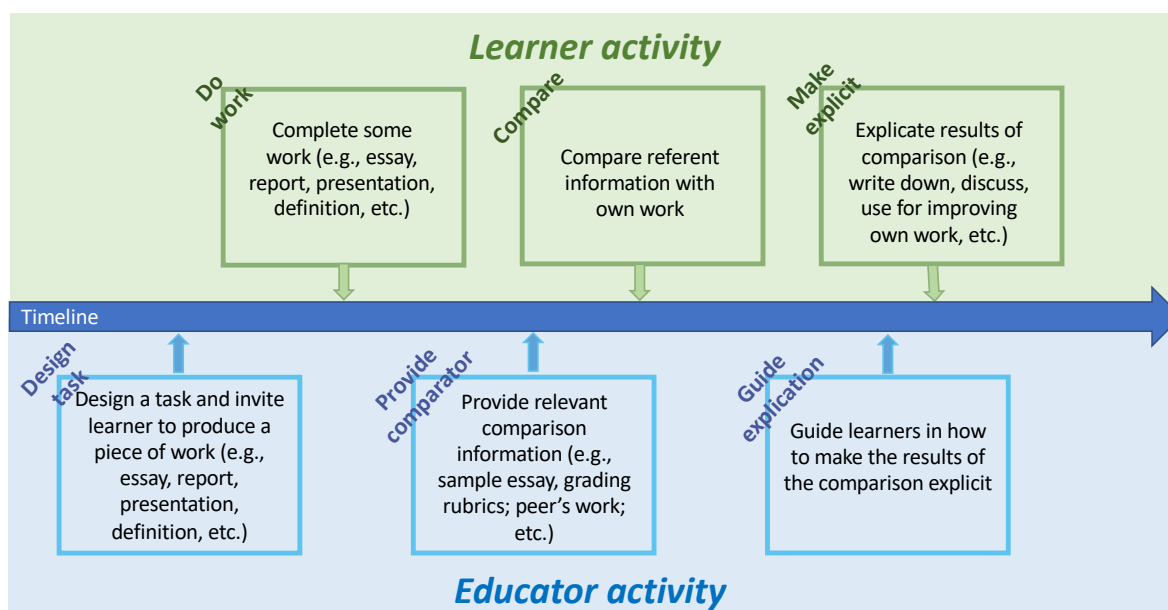 Learner activity
Do
work
Complete some
work (e.g., essay,
report, presentation,
definition, etc.)
Compare
Compare referent
information with
own work
Make
explicit
Explicate results of
comparison (e.g.,
write down, discuss,
use for improving
own work, etc.)
Timeline
Design
task
Design a task and invite
learner to produce a
piece of work (e.g.,
essay, report,
presentation,
definition, etc.)
Provide
comparator
Provide relevant
comparison
information (e.g.,
sample essay, grading
rubrics; peer’s work;
etc.)
Guide
explication
Guide learners in how
to make the results of
the comparison explicit
Educator activity